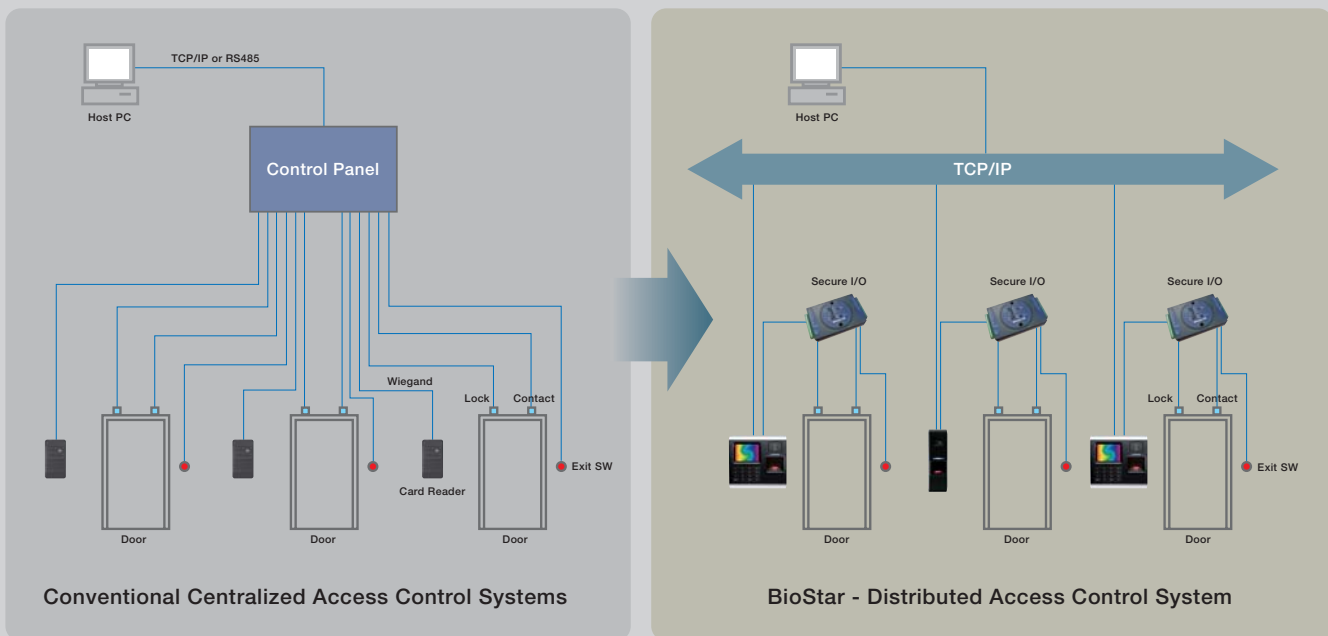 TCP/IP or RS485
Host PC
Control Panel
Wiegand
Lock
Contact
Exit SW
Card Reader
Door
Door
Door
Conventional Centralized Access Control Systems
Host PC
TCP/IP
Secure I/O
Secure I/O
Secure I/O
Lock
Contact
Exit SW
Door
Door
Door
BioStar - Distributed Access Control System